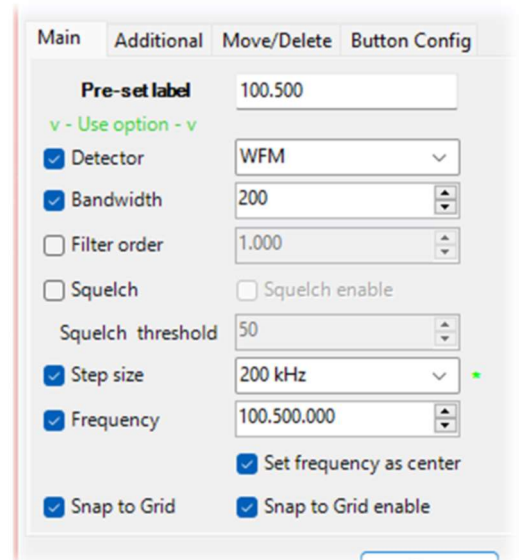 Main Additional Move/Delete Button Config
Pre-set label 100.500
v - Use option - v
Detector WFM
Bandwidth 200
Filter order 1.000
Squelch Squelch enable
Squelch threshold 50
Step size 200 kHz *
Frequency 100.500.000
Set frequency as center
Snap to Grid Snap to Grid enable